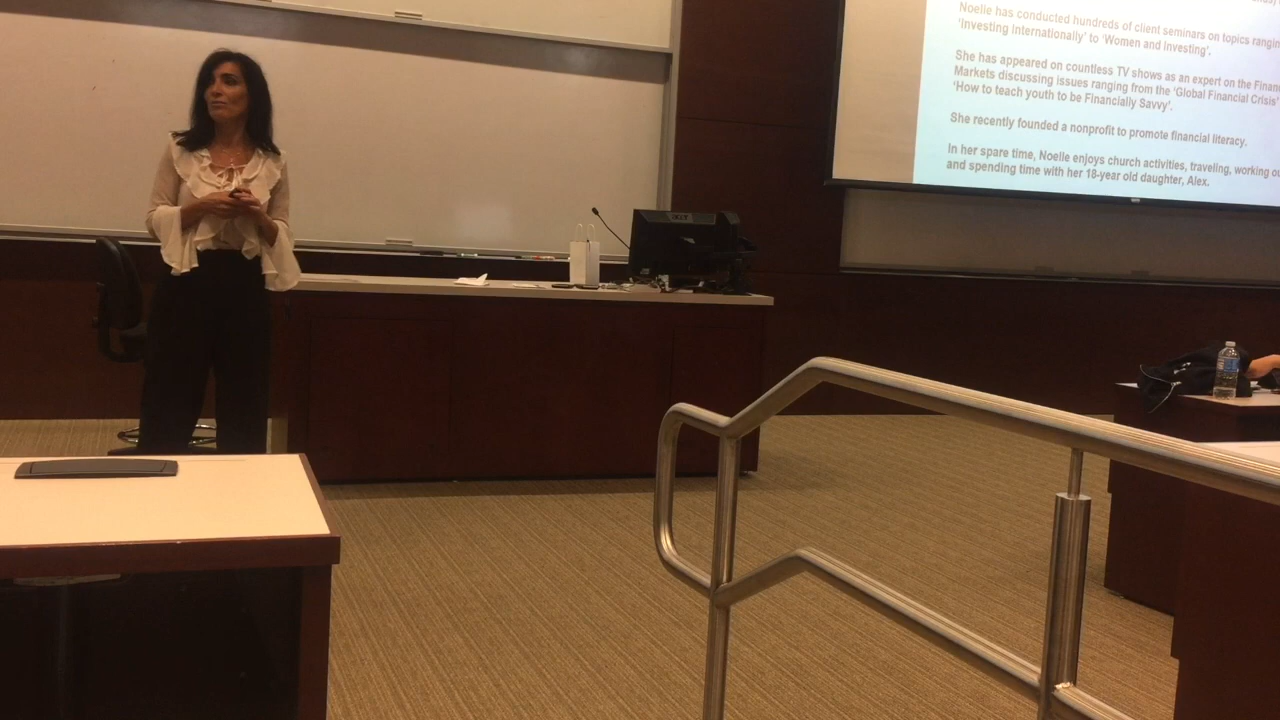 Noelle has conducted hundreds of client seminars on topics
'Investing Internationally' to 'Women and Investing'.
She has appeared on countless TV shows as an expert on the
Markets discussing issues ranging from the 'Global Financial Crisis'
'How to teach youth to be Financially Savvy'.
She recently founded a nonprofit to promote financial literacy.
In her spare time, Noelle enjoys church activities, traveling, working
and spending time with her 18-year old daughter, Alex.
acer